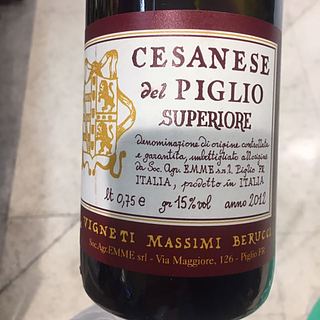 CESANESE
del PIGLIO
SUPERIORE
denominazione di origine controllata
e garantita, imbottigliato all'origine
da Soc. Agr. EMME s.r.l. Piglio FR
ITALIA, prodotto in ITALIA
lt 0,75 e gr 15% vol anno 2012
VIGNETI MASSIMI BERUCCI
Soc.Agr.EMME srl - Via Maggiore, 126 - Piglio FR